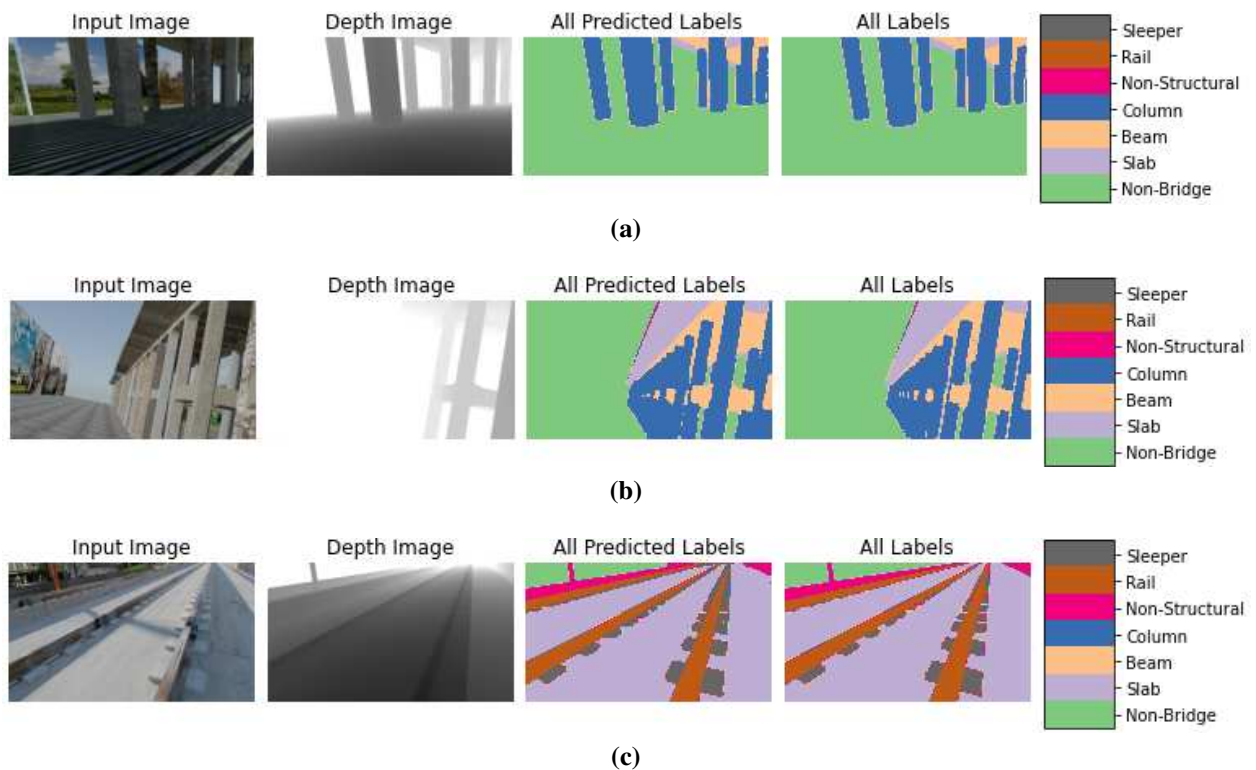 Input Image Depth Image All Predicted Labels All Labels
Sleeper
Rail
Non-Structural
Column
Beam
Slab
Non-Bridge
(a)
Input Image Depth Image All Predicted Labels All Labels
Sleeper
Rail
Non-Structural
Column
Beam
Slab
Non-Bridge
(b)
Input Image Depth Image All Predicted Labels All Labels
Sleeper
Rail
Non-Structural
Column
Beam
Slab
Non-Bridge
(c)